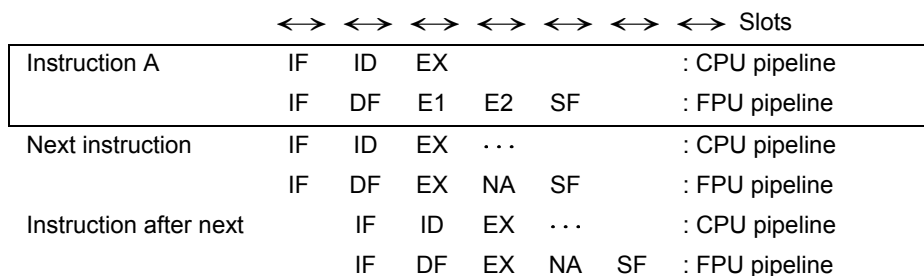 ←→ ←→ ←→ ←→ ←→ ←→ ←→ Slots
Instruction A IF ID EX : CPU pipeline
IF DF E1 E2 SF : FPU pipeline
Next instruction IF ID EX ··· : CPU pipeline
IF DF EX NA SF : FPU pipeline
Instruction after next IF ID EX ··· : CPU pipeline
IF DF EX NA SF : FPU pipeline